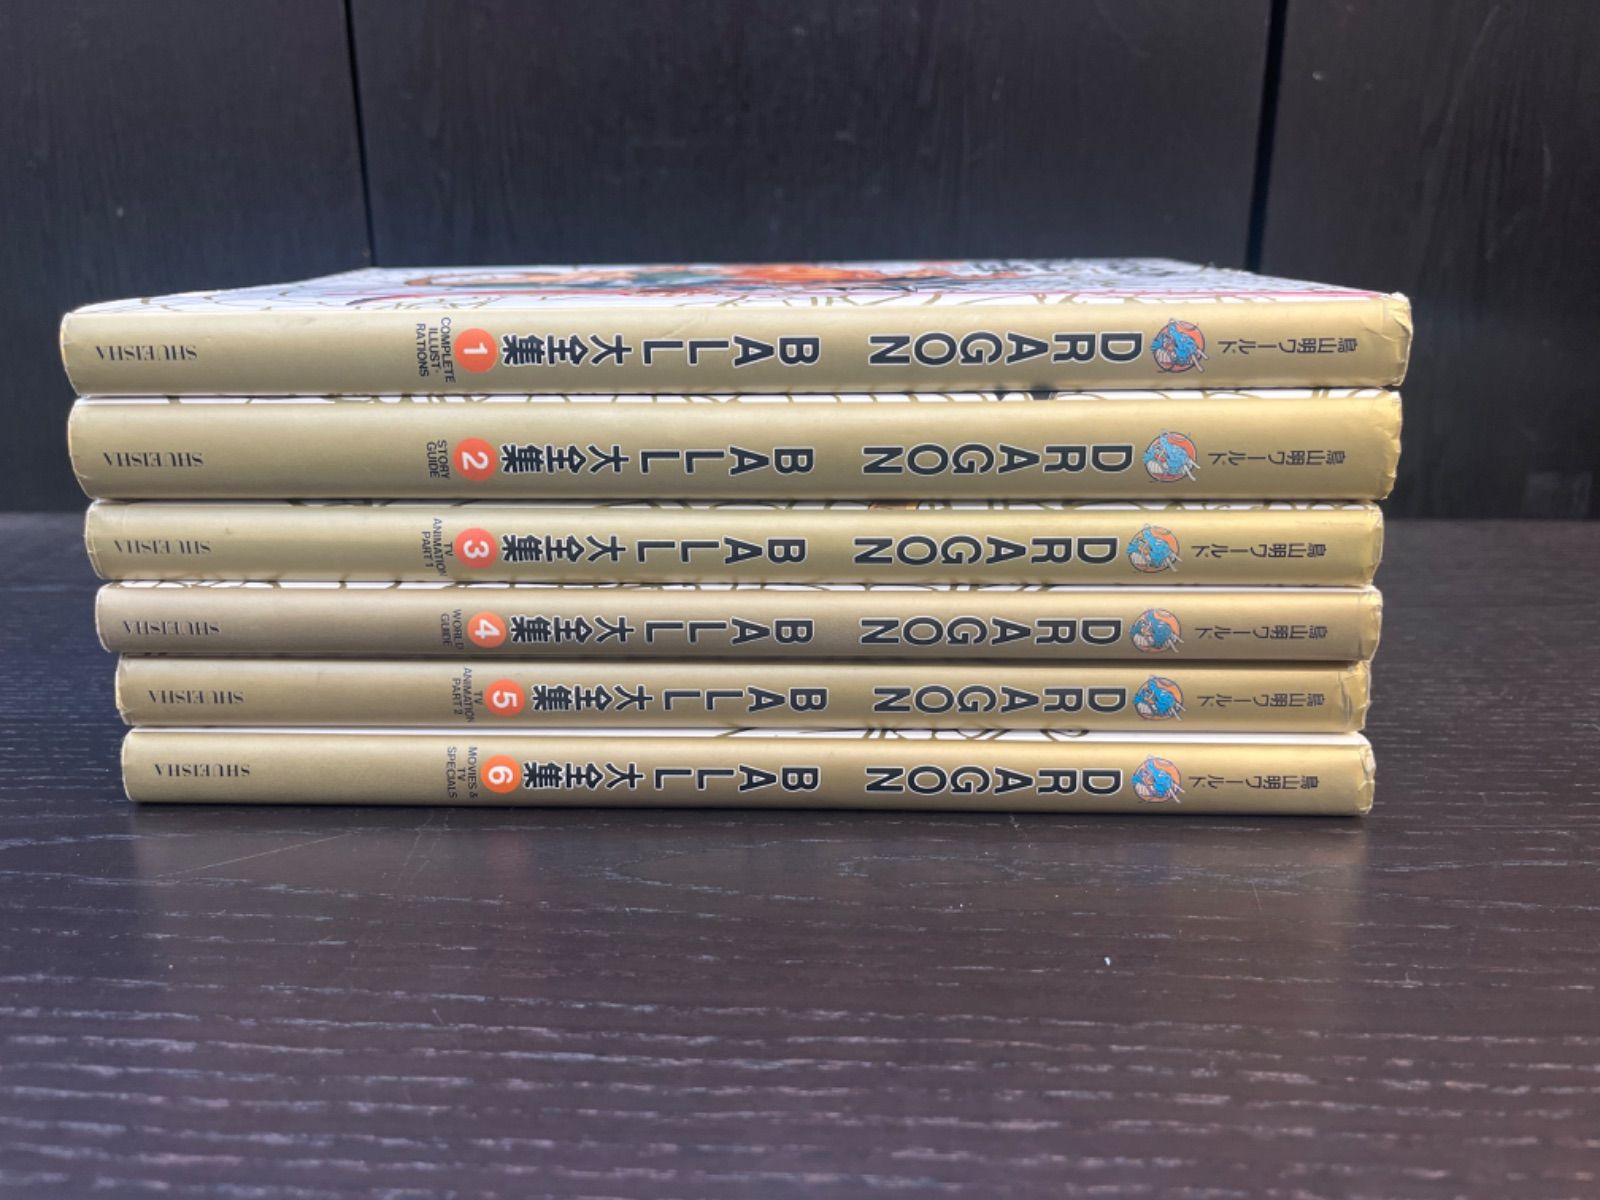 鳥山明ワールド
DRAGON BALL 大全集
1
COMPLETE
ILLUST-
RATIONS
SHUEISHA
鳥山明ワールド
DRAGON BALL 大全集
2
STORY
GUIDE
SHUEISHA
鳥山明ワールド
DRAGON BALL 大全集
3
TV
ANIMATION
PART 1
SHUEISHA
鳥山明ワールド
DRAGON BALL 大全集
4
WORLD
GUIDE
SHUEISHA
鳥山明ワールド
DRAGON BALL 大全集
5
TV
ANIMATION
PART 2
SHUEISHA
鳥山明ワールド
DRAGON BALL 大全集
6
MOVIES &
TV
SPECIALS
SHUEISHA